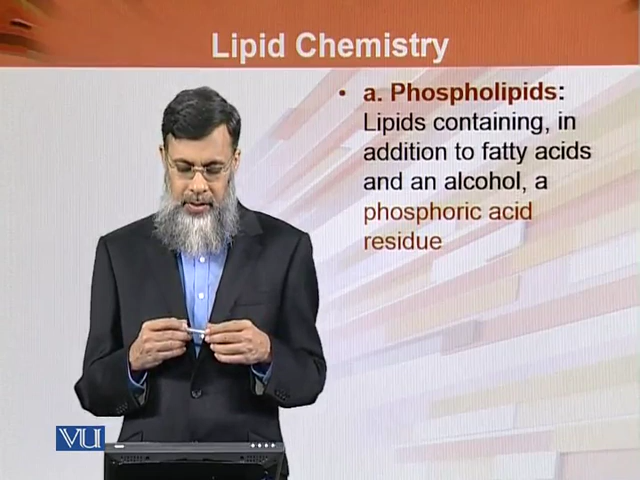 Lipid Chemistry
• a. Phospholipids:
Lipids containing, in
addition to fatty acids
and an alcohol, a
phosphoric acid
residue
VU